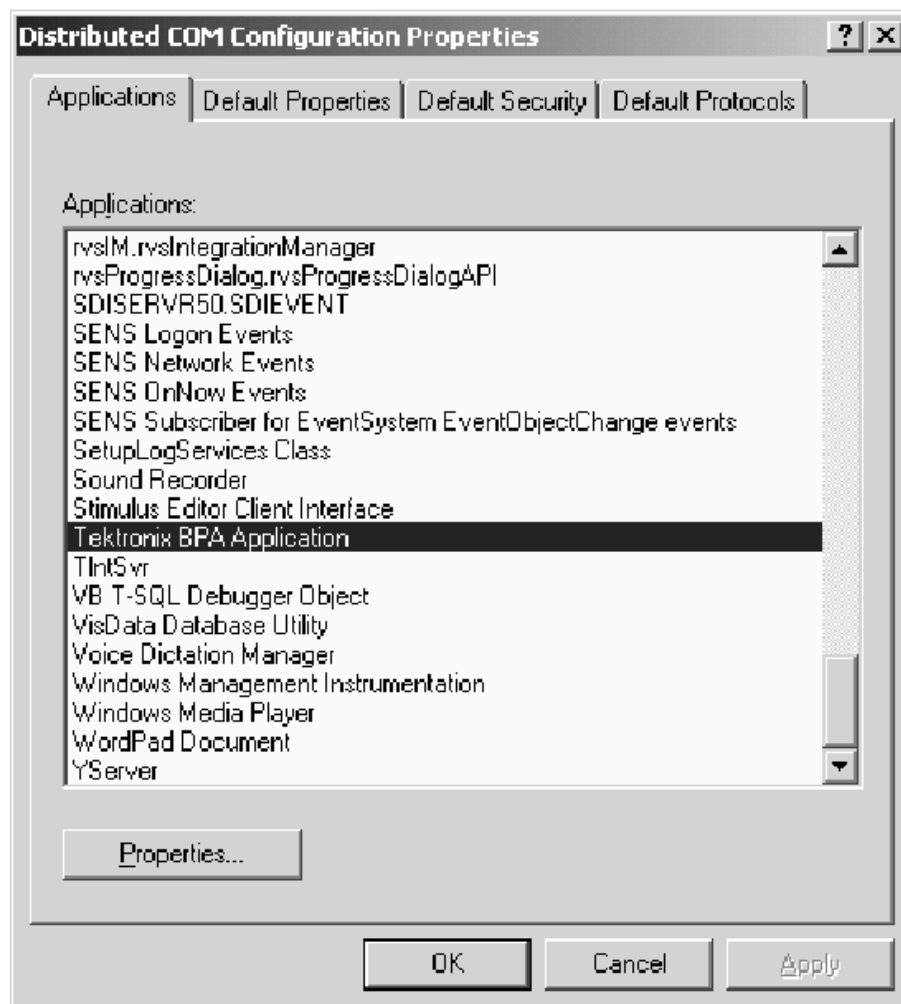 Distributed COM Configuration Properties
Applications Default Properties Default Security Default Protocols
Applications:
rvsIM.rvsIntegrationManager
rvsProgressDialog.rvsProgressDialogAPI
SDISERVR50.SDIEVENT
SENS Logon Events
SENS Network Events
SENS OnNow Events
SENS Subscriber for EventSystem EventObjectChange events
SetupLogServices Class
Sound Recorder
Stimulus Editor Client Interface
Tektronix BPA Application
TIntSvr
VB T-SQL Debugger Object
VisData Database Utility
Voice Dictation Manager
Windows Management Instrumentation
Windows Media Player
WordPad Document
YServer
Properties...
OK Cancel Apply